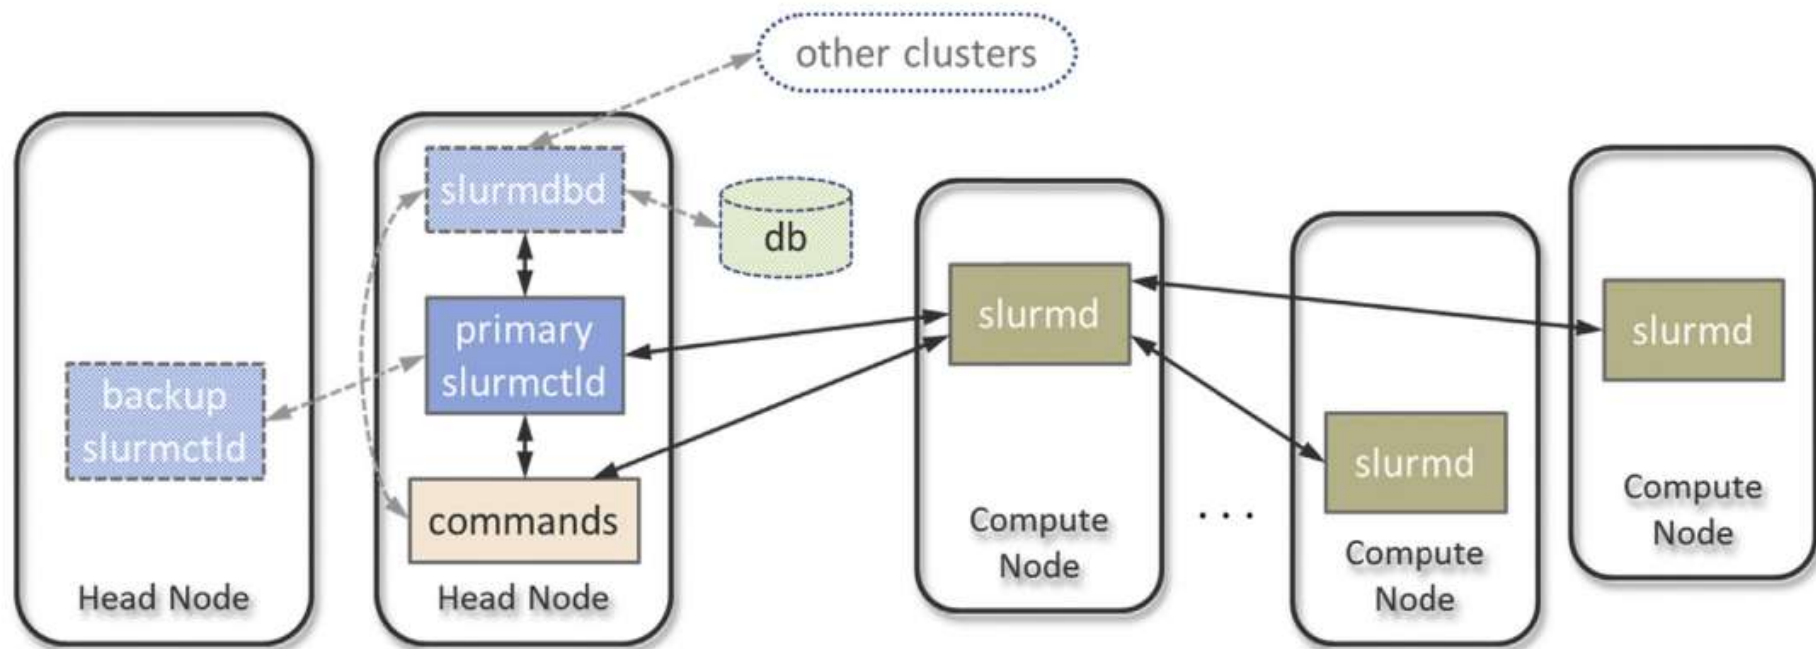 other clusters
slurmdbd
db
primary
slurmctld
backup
slurmctld
commands
Head Node
Head Node
slurmd
Compute
Node
. . .
slurmd
Compute
Node
slurmd
Compute
Node